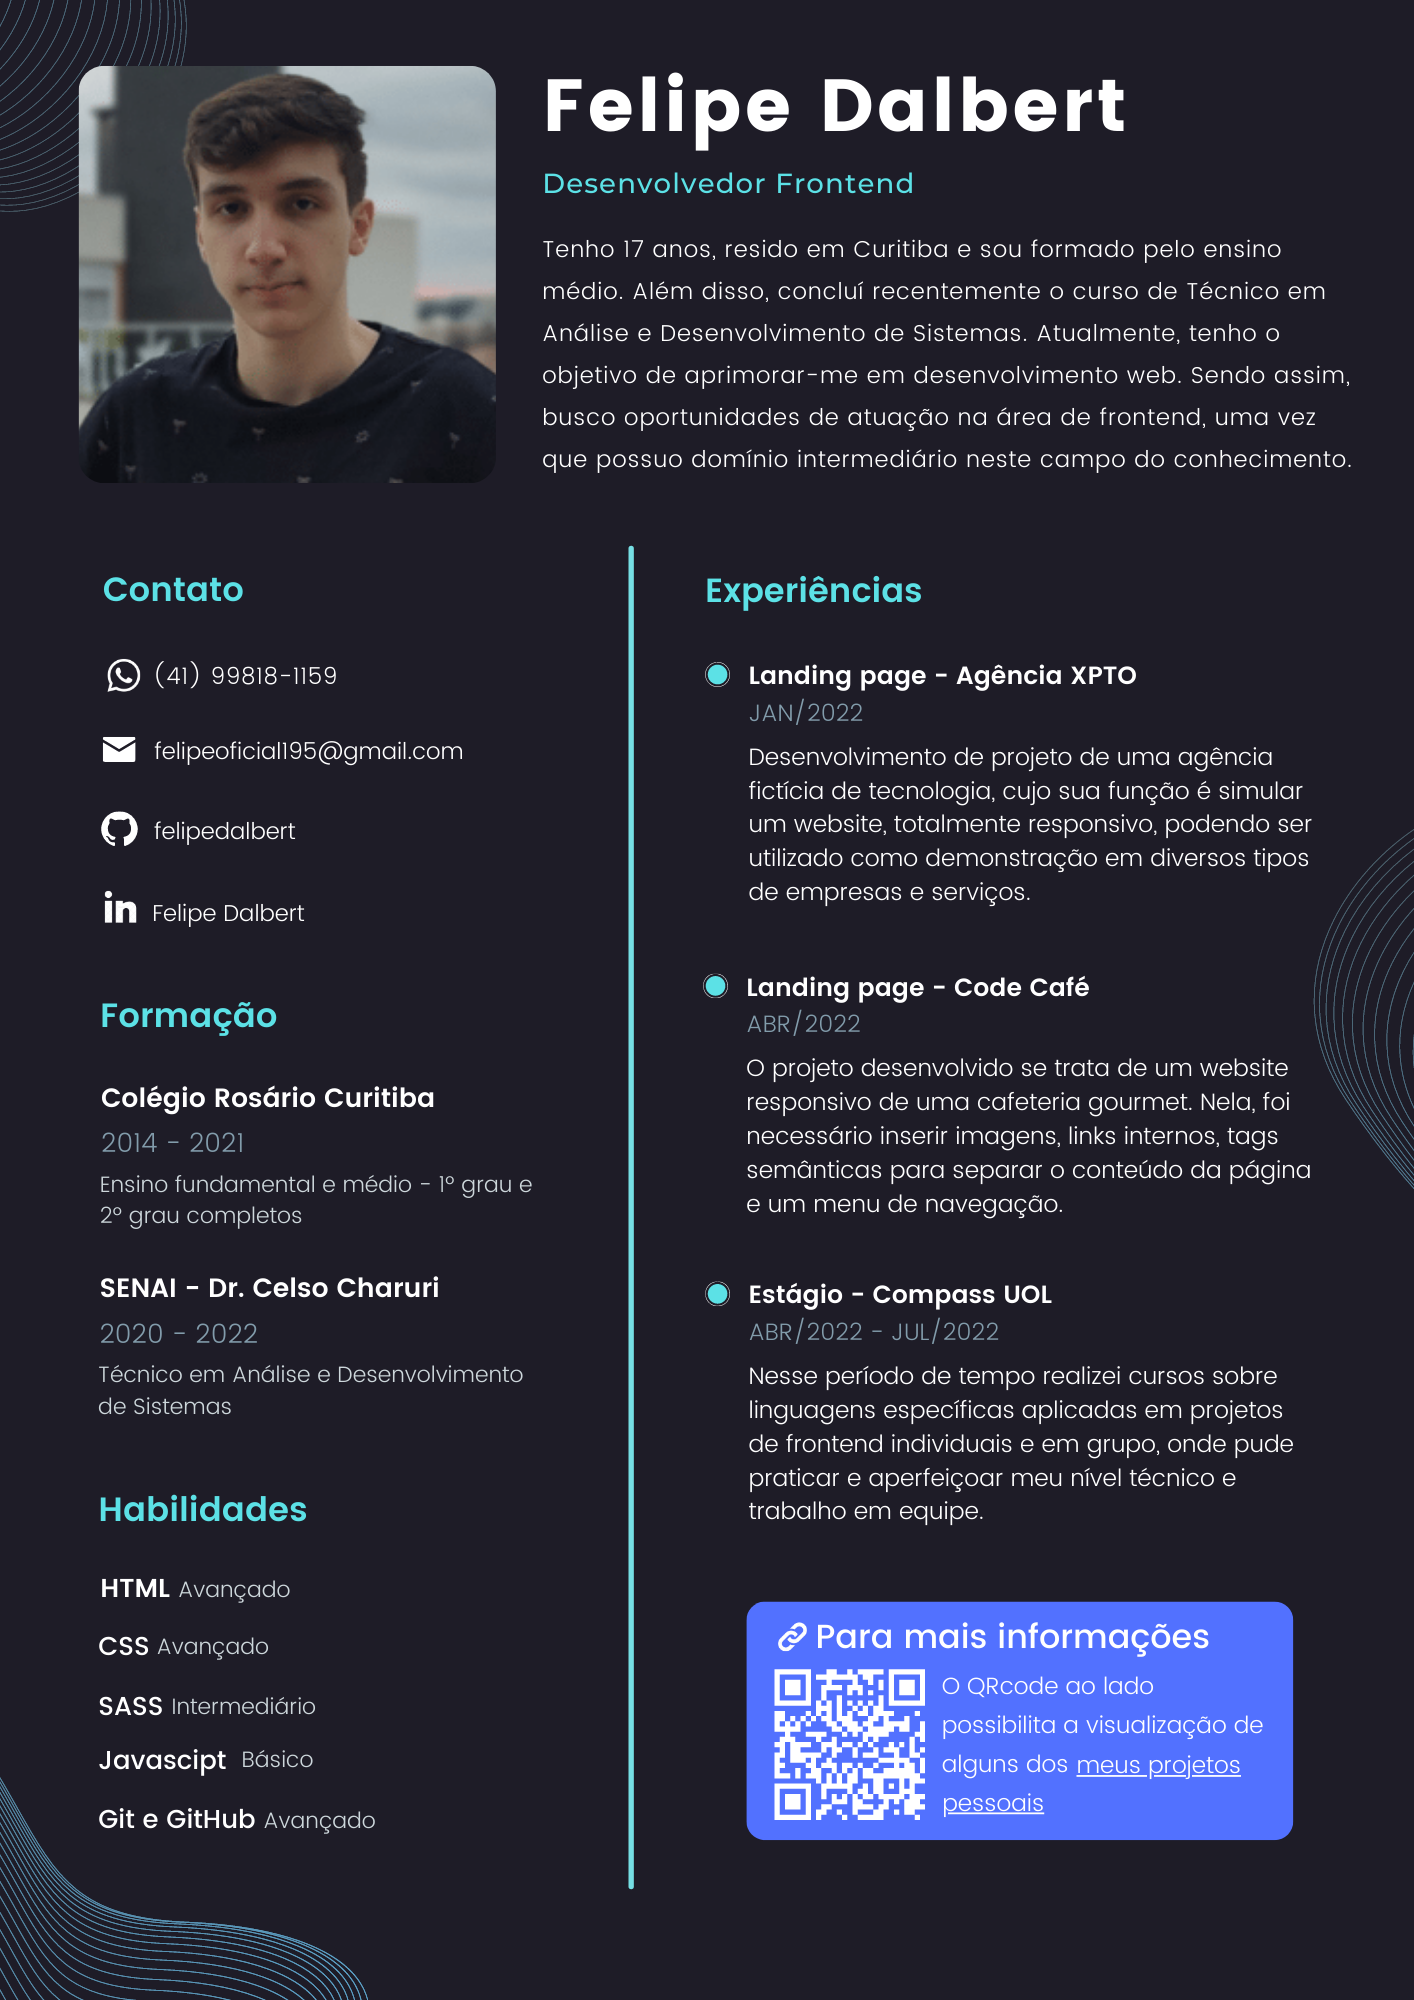 Felipe Dalbert
Desenvolvedor Frontend
Tenho 17 anos, resido em Curitiba e sou formado pelo ensino
médio. Além disso, concluí recentemente o curso de Técnico em
Análise e Desenvolvimento de Sistemas. Atualmente, tenho o
objetivo de aprimorar-me em desenvolvimento web. Sendo assim,
busco oportunidades de atuação na área de frontend, uma vez
que possuo domínio intermediário neste campo do conhecimento.
Contato
(41) 99818-1159
felipeoficial195@gmail.com
felipedalbert
in Felipe Dalbert
Formação
Colégio Rosário Curitiba
2014 - 2021
Ensino fundamental e médio - 1º grau e
2º grau completos
SENAI - Dr. Celso Charuri
2020 - 2022
Técnico em Análise e Desenvolvimento
de Sistemas
Habilidades
HTML Avançado
CSS Avançado
SASS Intermediário
Javascipt Básico
Git e GitHub Avançado
Experiências
Landing page - Agência XPTO
JAN/2022
Desenvolvimento de projeto de uma agência
fictícia de tecnologia, cujo sua função é simular
um website, totalmente responsivo, podendo ser
utilizado como demonstração em diversos tipos
de empresas e serviços.
Landing page - Code Café
ABR/2022
O projeto desenvolvido se trata de um website
responsivo de uma cafeteria gourmet. Nela, foi
necessário inserir imagens, links internos, tags
semânticas para separar o conteúdo da página
e um menu de navegação.
Estágio - Compass UOL
ABR/2022 - JUL/2022
Nesse período de tempo realizei cursos sobre
linguagens específicas aplicadas em projetos
de frontend individuais e em grupo, onde pude
praticar e aperfeiçoar meu nível técnico e
trabalho em equipe.
Para mais informações
O QRcode ao lado
possibilita a visualização de
alguns dos meus projetos
pessoais